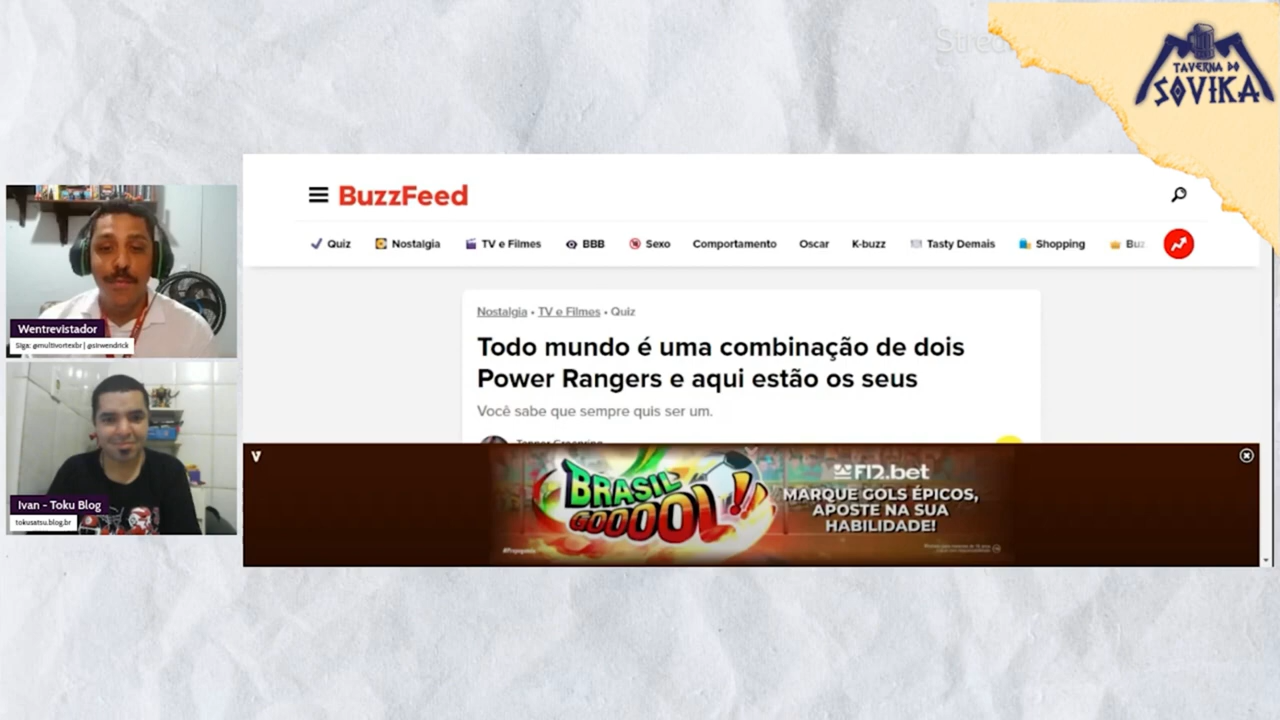 TAVERNA DO
SOVIKA
BuzzFeed
Quiz
Nostalgia
TV e Filmes
BBB
Sexo
Comportamento
Oscar
K-buzz
Tasty Demais
Shopping
Nostalgia • TV e Filmes • Quiz
Todo mundo é uma combinação de dois
Power Rangers e aqui estão os seus
Você sabe que sempre quis ser um.
BRASIL
GOOOOL!!
F12.bet
MARQUE GOLS ÉPICOS,
APOSTE NA SUA
HABILIDADE!
Wentrevistador
Siga: @multivortexbr | @sirwendrick
Ivan - Toku Blog
tokusatsu.blog.br